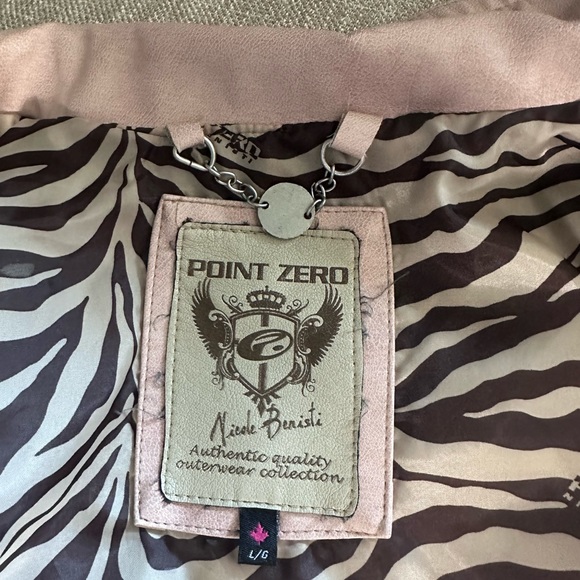 POINT ZERO
Nicole Benisti
Authentic quality
outerwear collection
L/G